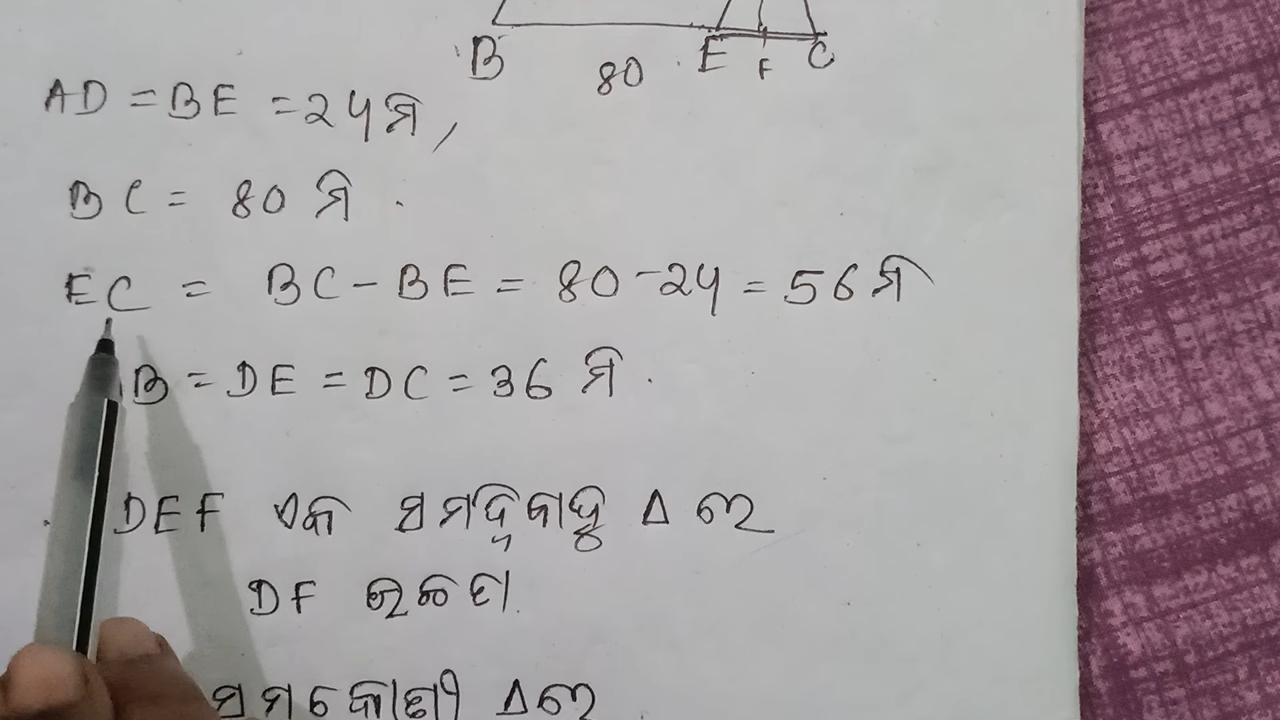 B E F C
80
AD = BE = 24 ମି,
BC = 80 ମି.
EC = BC - BE = 80 - 24 = 56 ମି
B = DE = DC = 36 ମି.
DEF ଏକ ସମଦ୍ବିବାହୁ Δ ର
DF ଉଚ୍ଚତା.
ସମକୋଣୀ Δର